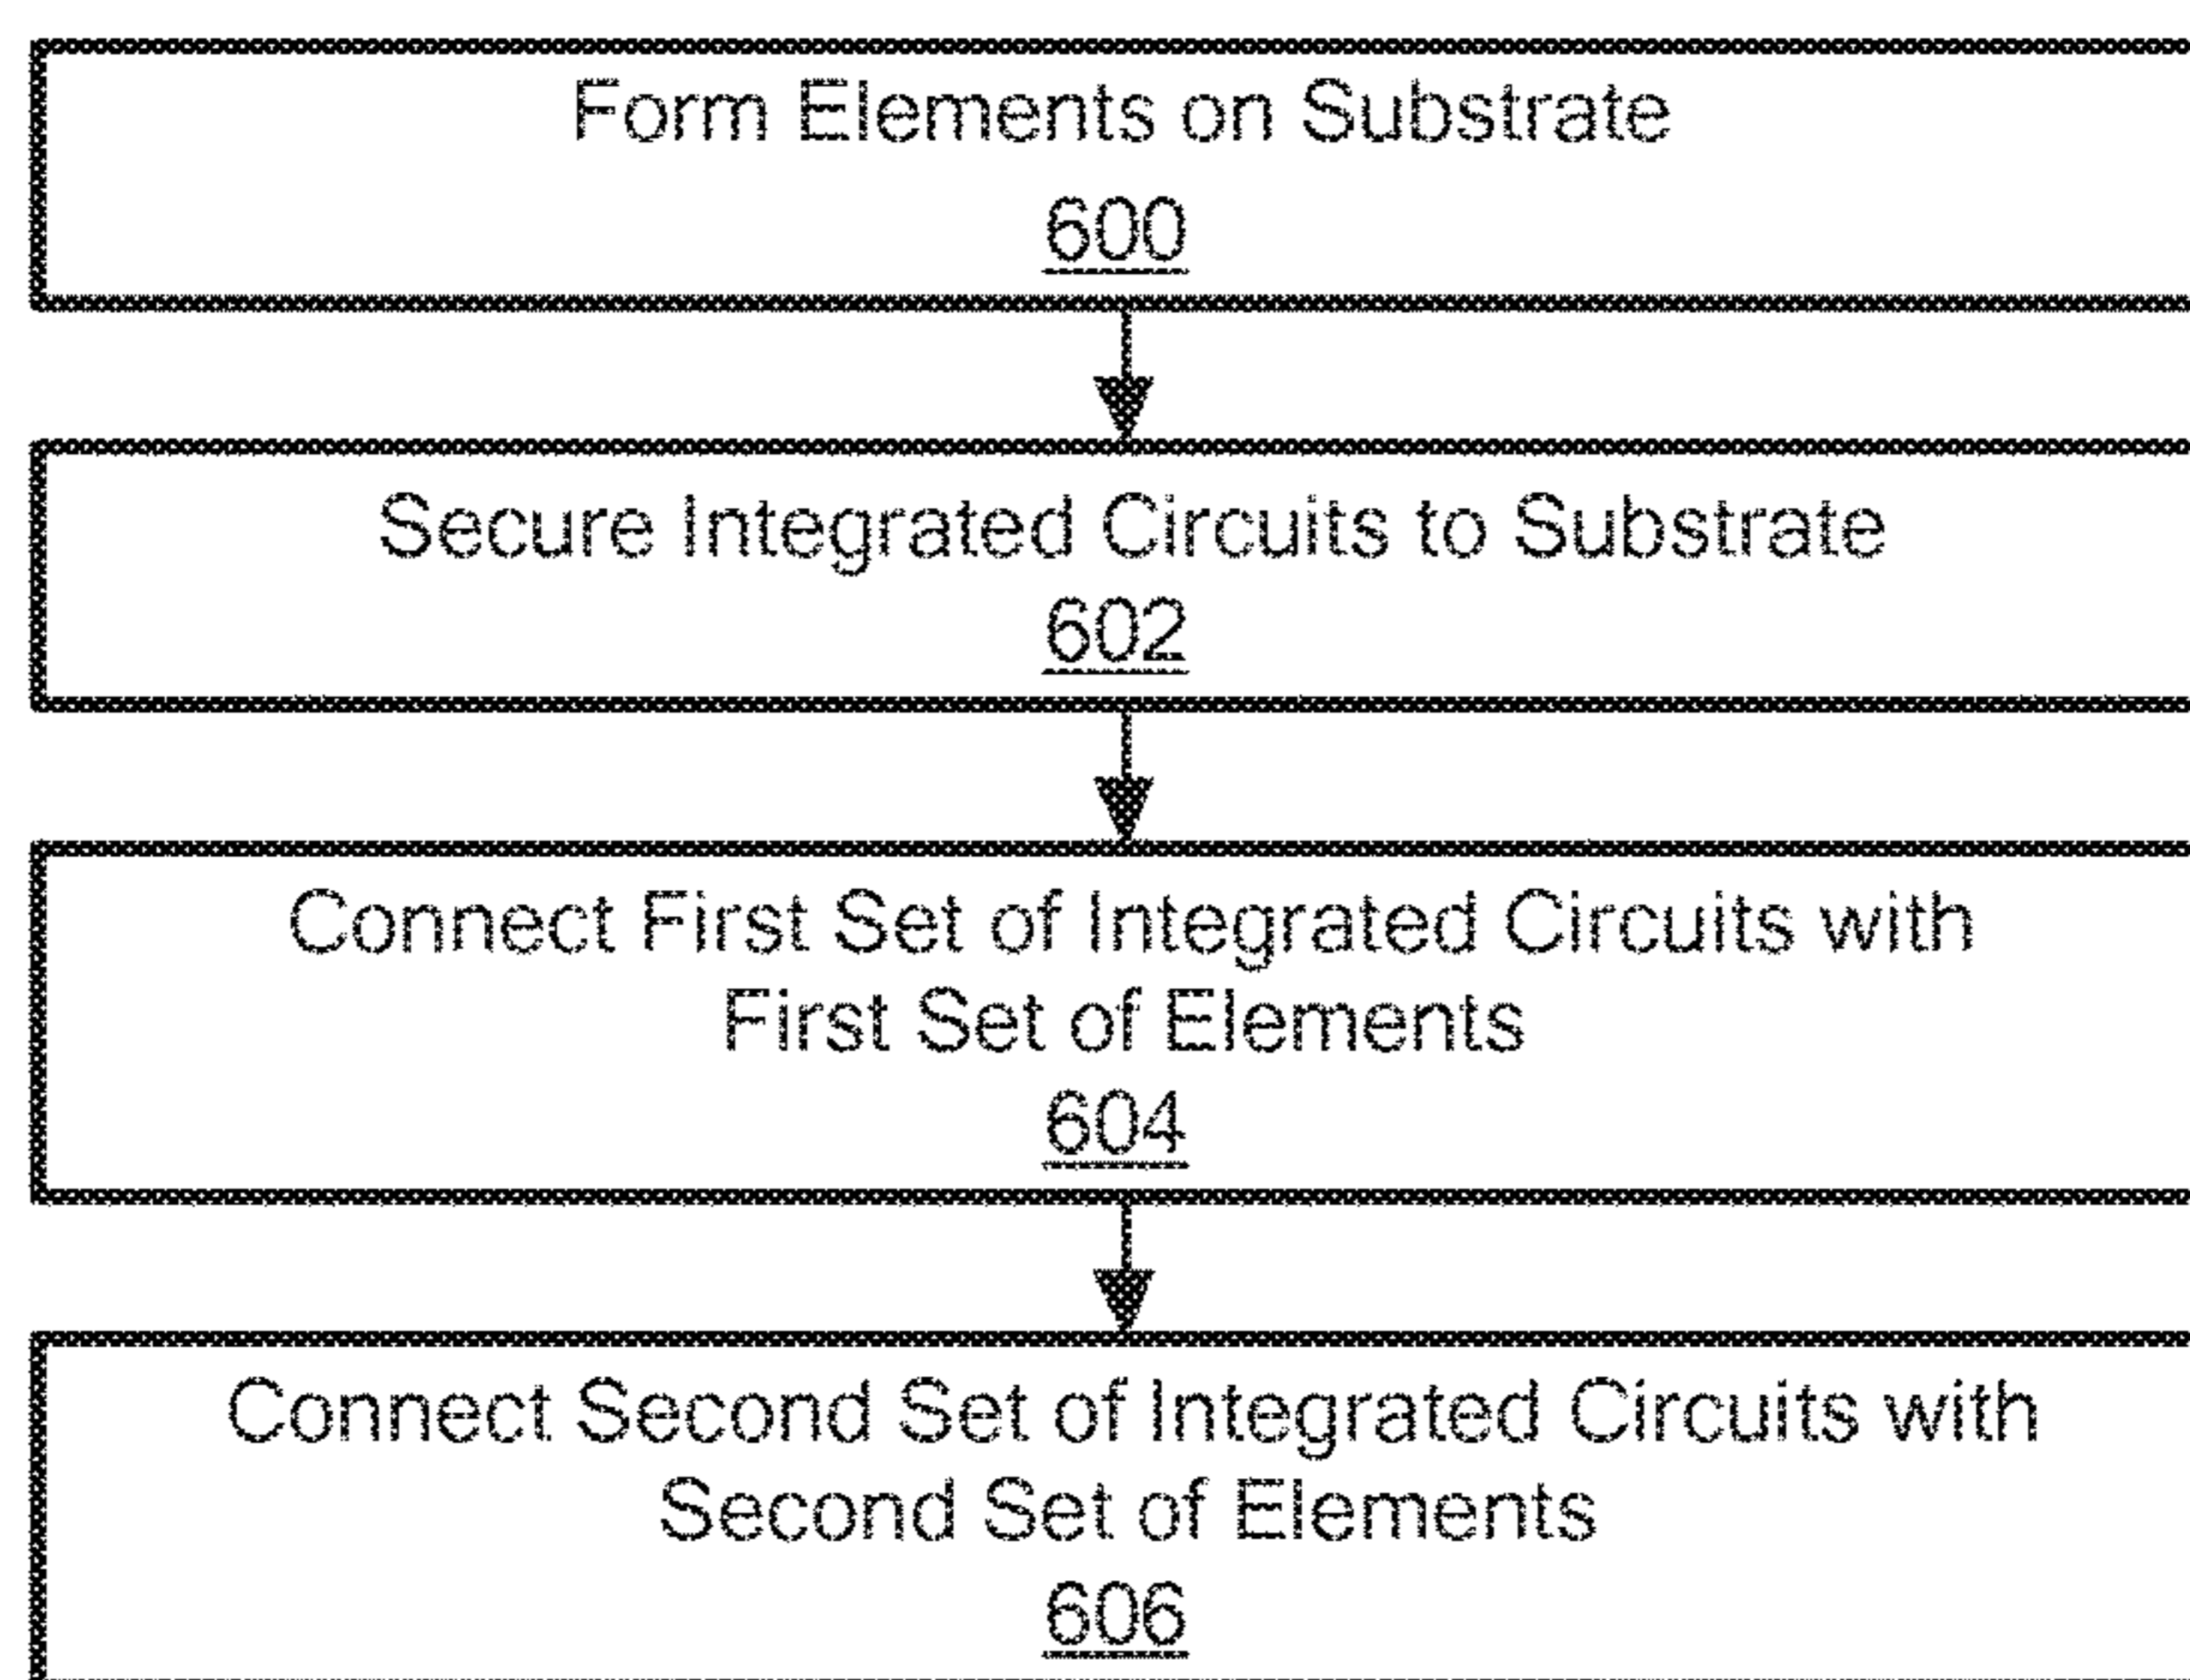 Form Elements on Substrate
600
Secure Integrated Circuits to Substrate
602
Connect First Set of Integrated Circuits with
First Set of Elements
604
Connect Second Set of Integrated Circuits with
Second Set of Elements
606